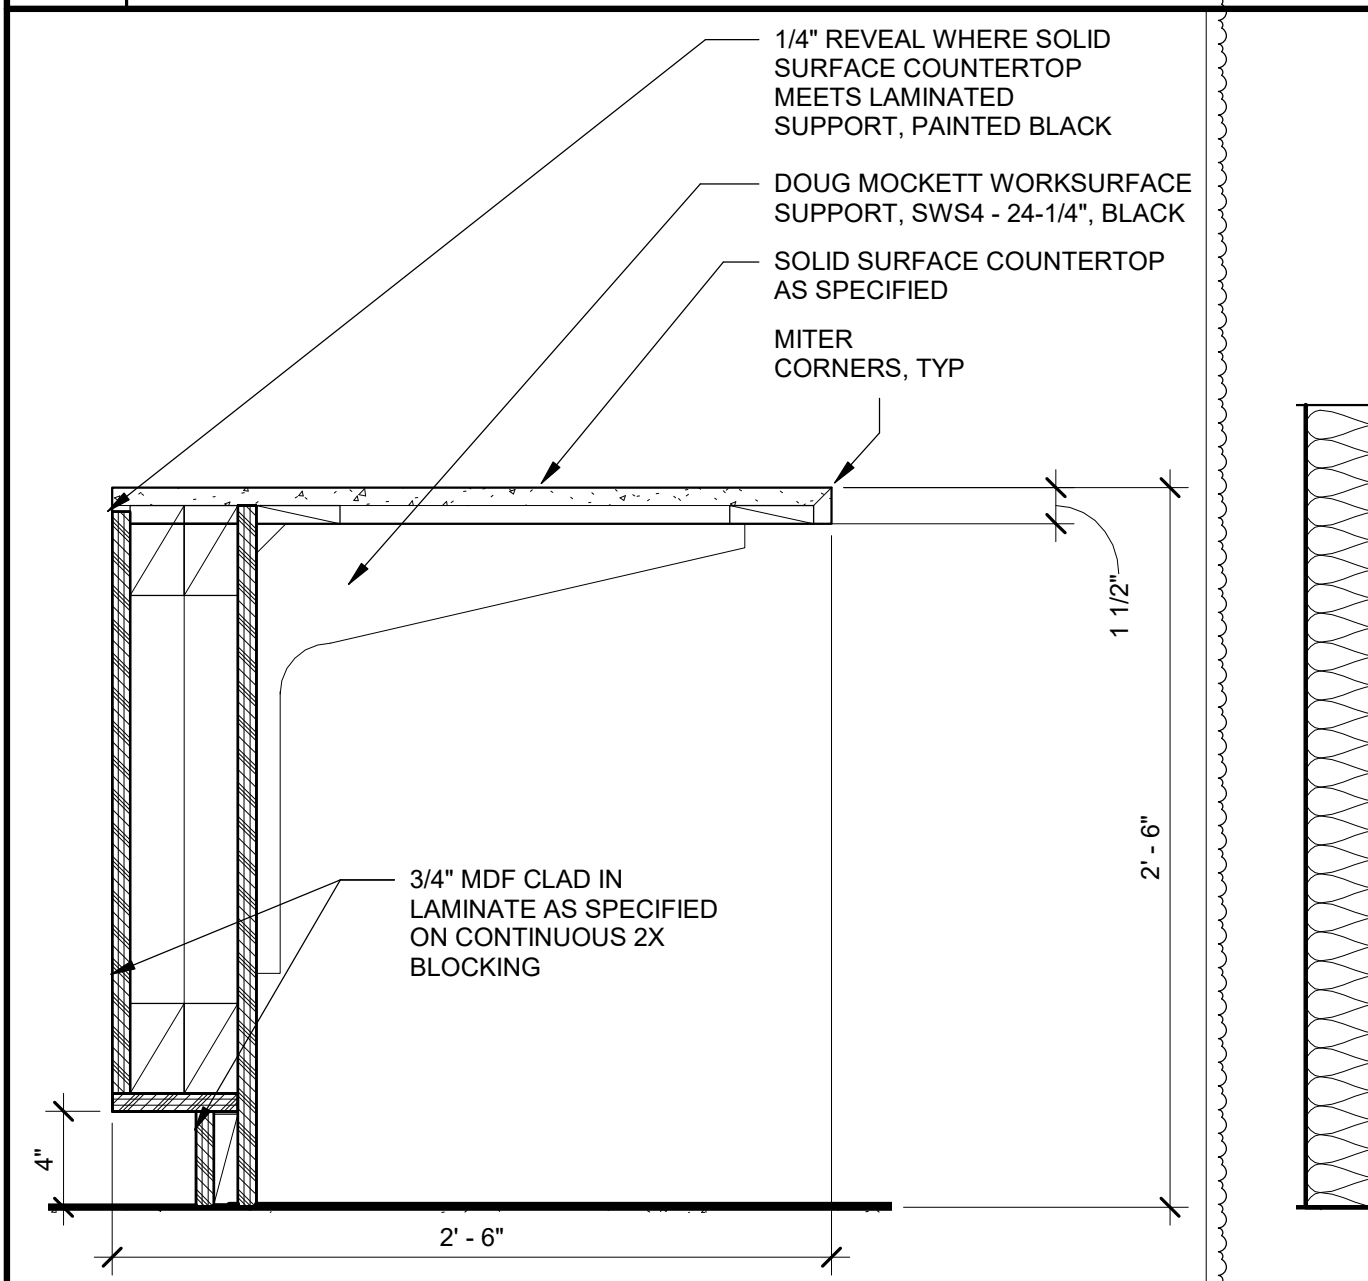 1/4" REVEAL WHERE SOLID
SURFACE COUNTERTOP
MEETS LAMINATED
SUPPORT, PAINTED BLACK
DOUG MOCKETT WORKSURFACE
SUPPORT, SWS4 - 24-1/4", BLACK
SOLID SURFACE COUNTERTOP
AS SPECIFIED
MITER
CORNERS, TYP
1 1/2"
2' - 6"
3/4" MDF CLAD IN
LAMINATE AS SPECIFIED
ON CONTINUOUS 2X
BLOCKING
4"
2' - 6"